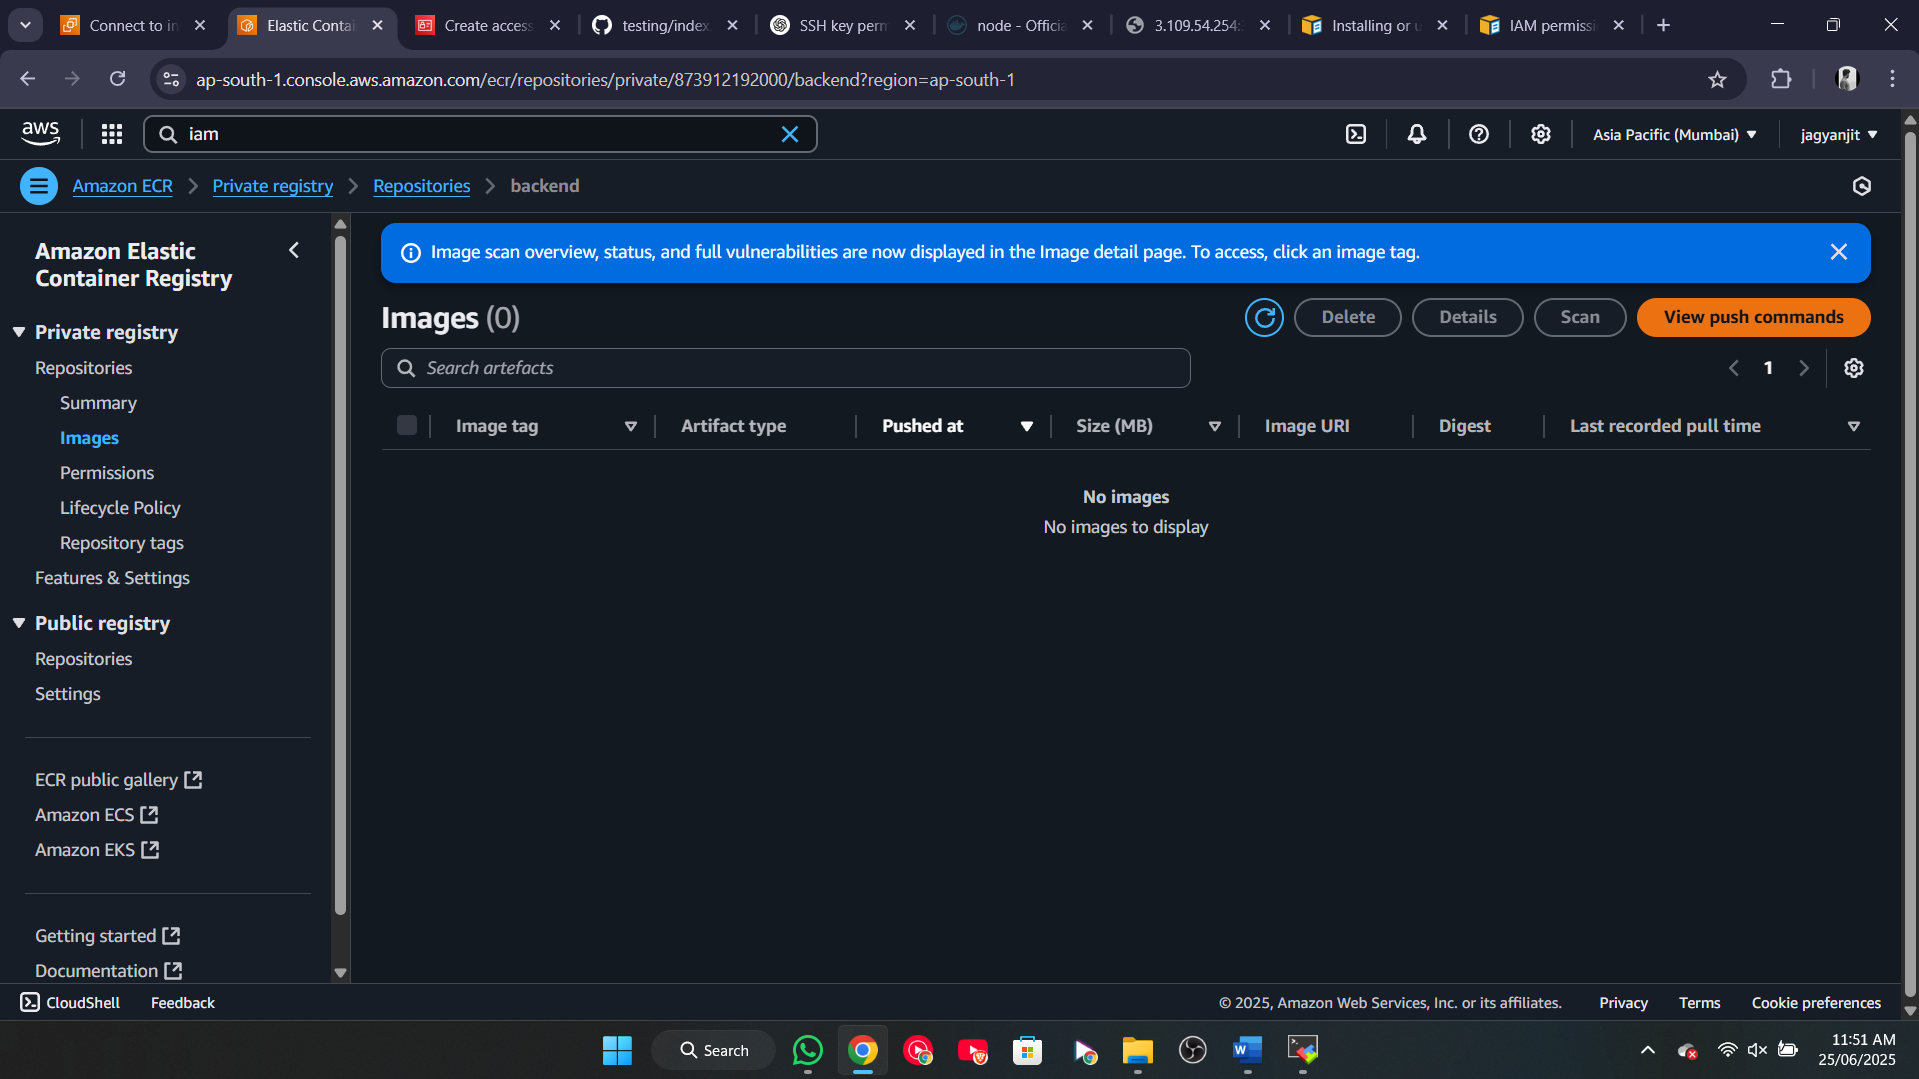 Connect to in
Elastic Contai
Create access
testing/index.
SSH key perm
node - Officia
3.109.54.254:
Installing or u
IAM permissi
ap-south-1.console.aws.amazon.com/ecr/repositories/private/873912192000/backend?region=ap-south-1
aws
iam
Asia Pacific (Mumbai)
jagyanjit
Amazon ECR
Private registry
Repositories
backend
Amazon Elastic
Container Registry
Private registry
Repositories
Summary
Images
Permissions
Lifecycle Policy
Repository tags
Features & Settings
Public registry
Repositories
Settings
ECR public gallery
Amazon ECS
Amazon EKS
Getting started
Documentation
Image scan overview, status, and full vulnerabilities are now displayed in the Image detail page. To access, click an image tag.
Images (0)
Delete
Details
Scan
View push commands
Search artefacts
1
Image tag
Artifact type
Pushed at
Size (MB)
Image URI
Digest
Last recorded pull time
No images
No images to display
CloudShell
Feedback
© 2025, Amazon Web Services, Inc. or its affiliates.
Privacy
Terms
Cookie preferences
Search
11:51 AM
25/06/2025